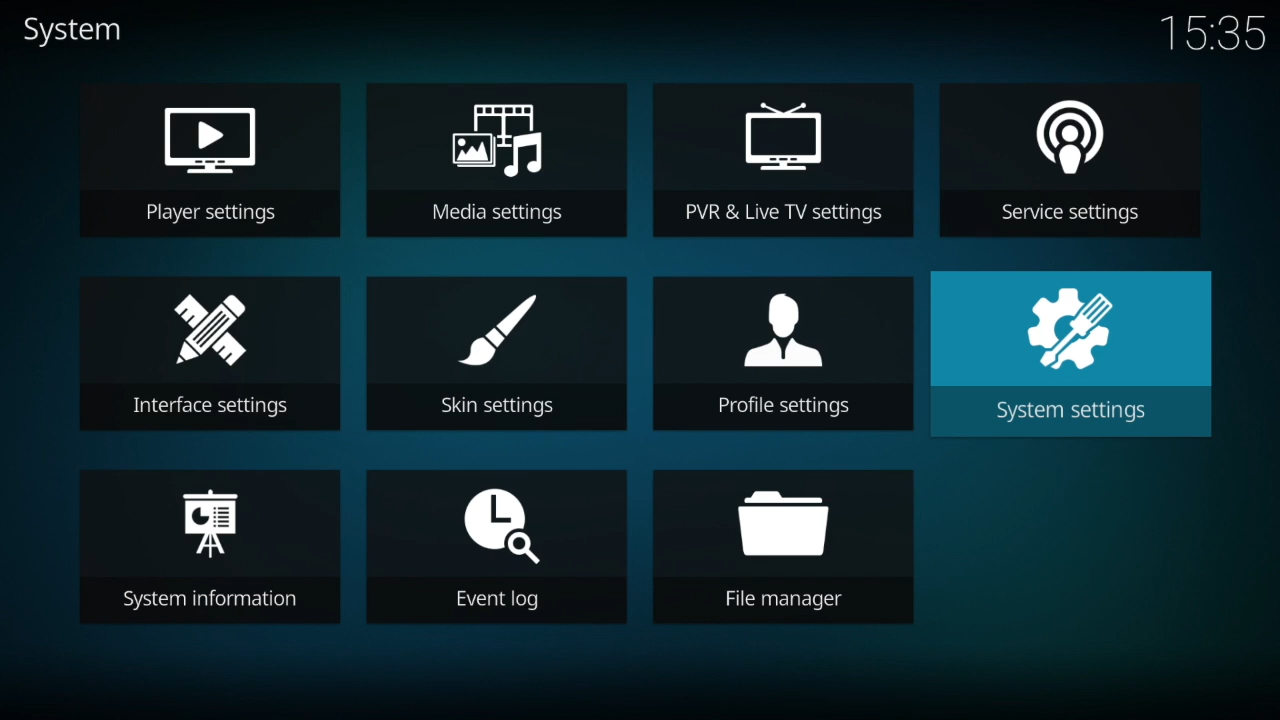 System
15:35
Player settings
Media settings
PVR & Live TV settings
Service settings
Interface settings
Skin settings
Profile settings
System settings
System information
Event log
File manager